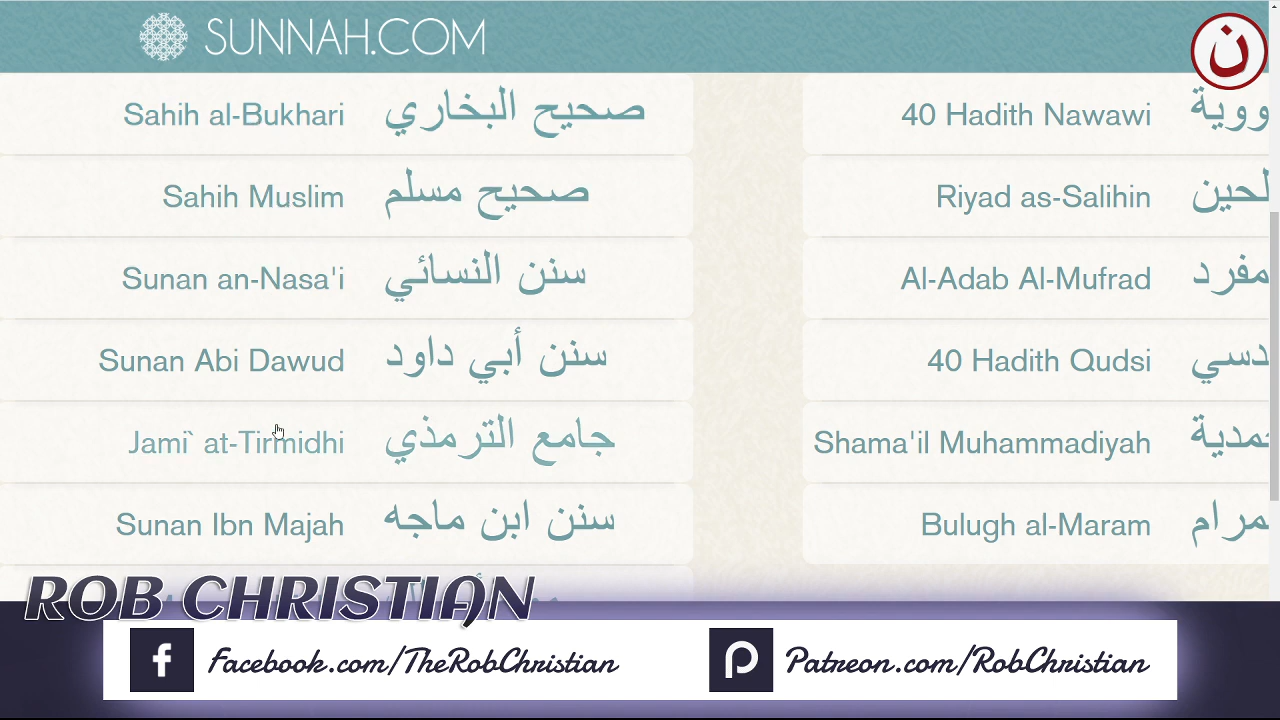 SUNNAH.COM
ن
Sahih al-Bukhari صحيح البخاري
Sahih Muslim صحيح مسلم
Sunan an-Nasa'i سنن النسائي
Sunan Abi Dawud سنن أبي داود
Jami` at-Tirmidhi جامع الترمذي
Sunan Ibn Majah سنن ابن ماجه
40 Hadith Nawawi
Riyad as-Salihin
Al-Adab Al-Mufrad
40 Hadith Qudsi
Shama'il Muhammadiyah
Bulugh al-Maram
ROB CHRISTIAN
Facebook.com/TheRobChristian
Patreon.com/RobChristian